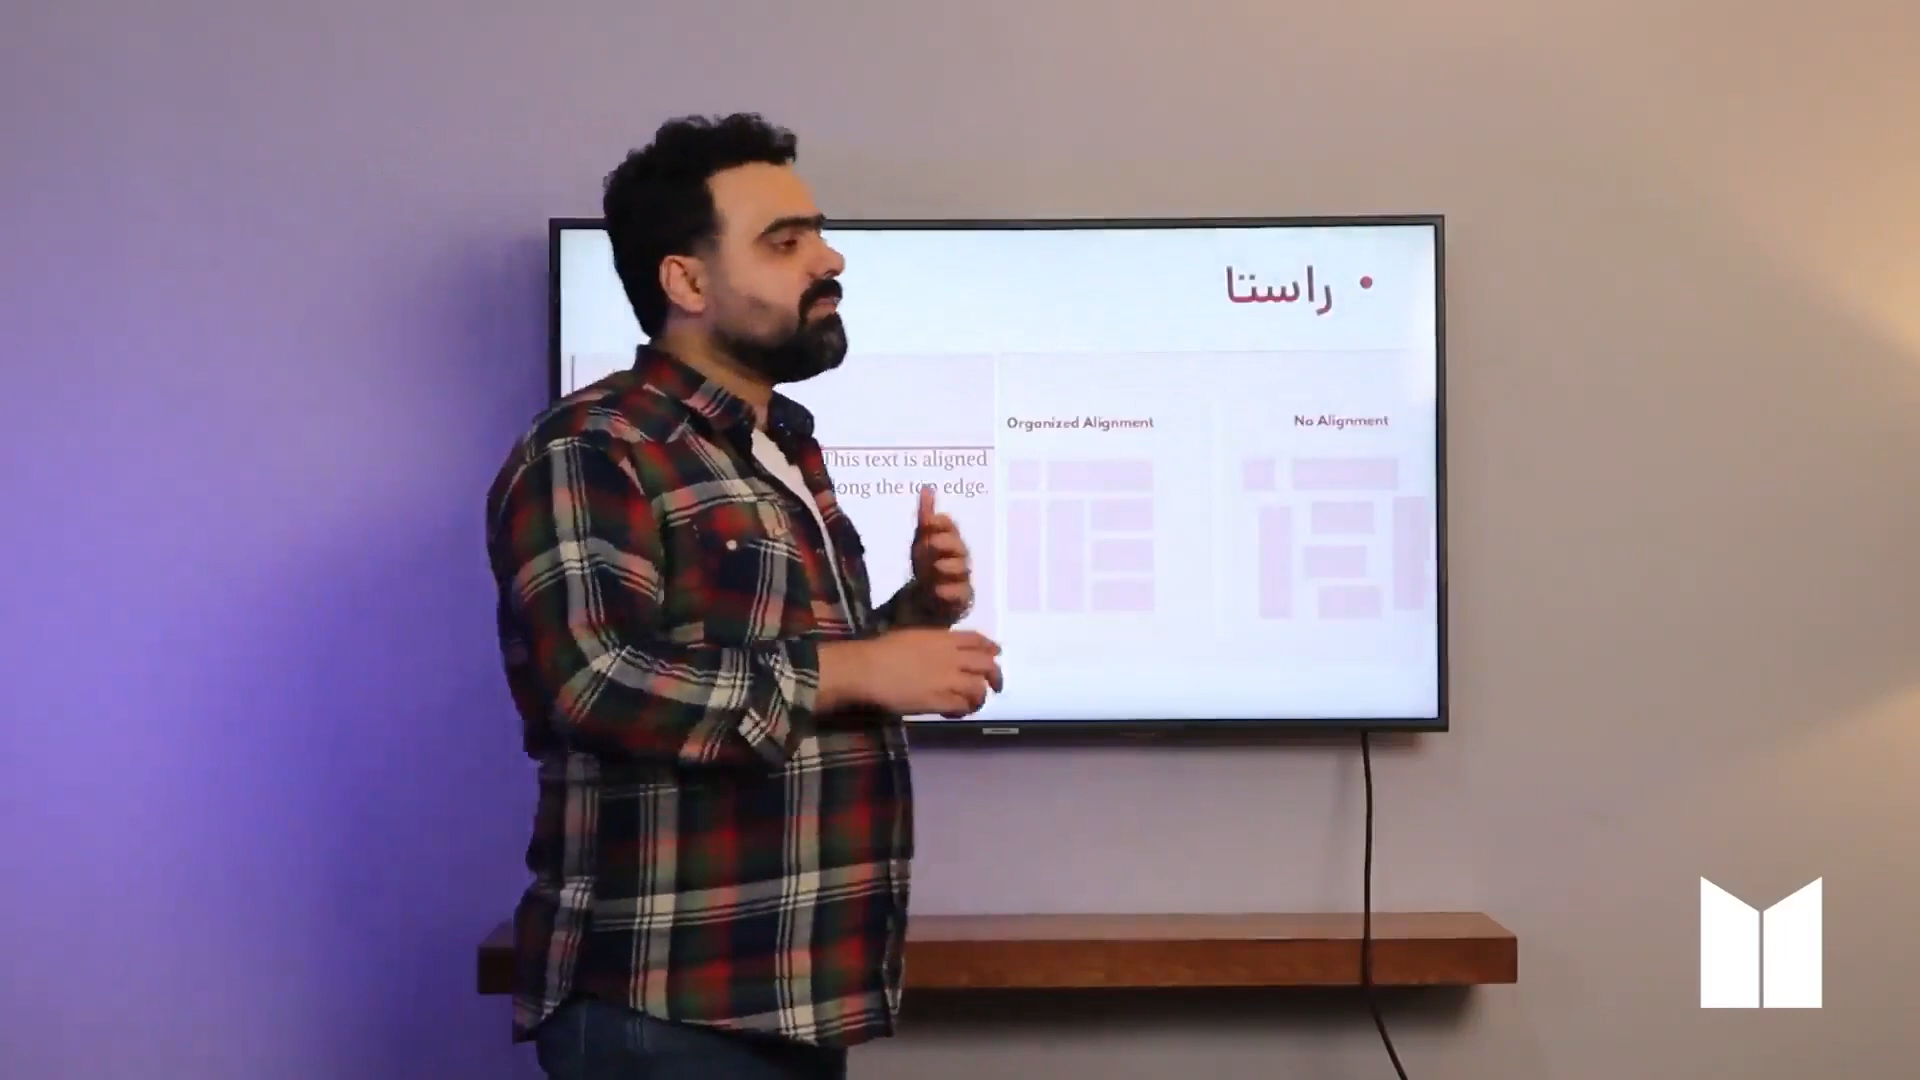 • راستا
This text is aligned
along the top edge.
Organized Alignment
No Alignment